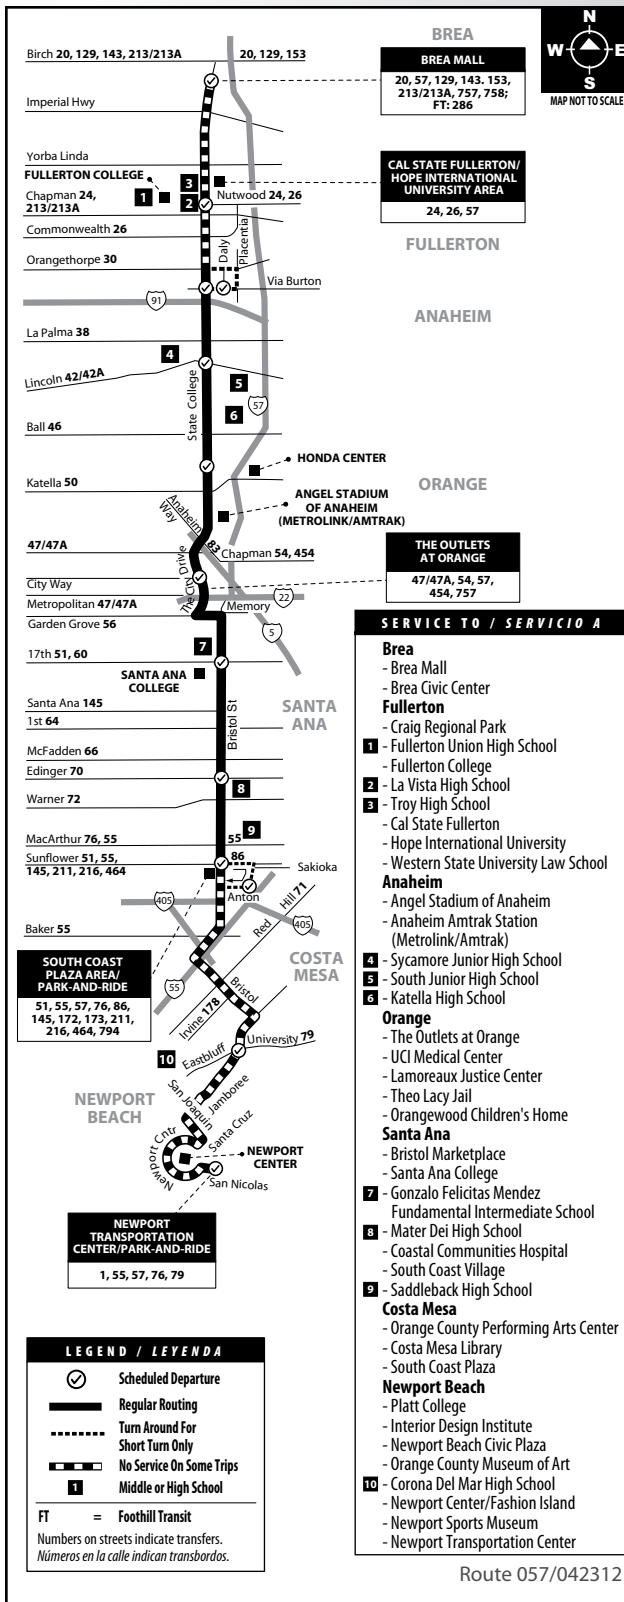 BREA
N
W
E
S
MAP NOT TO SCALE
Birch 20, 129, 143, 213/213A
20, 129, 153
BREA MALL
20, 57, 129, 143. 153,
213/213A, 757, 758;
FT: 286
Imperial Hwy
Yorba Linda
FULLERTON COLLEGE
CAL STATE FULLERTON/
HOPE INTERNATIONAL
UNIVERSITY AREA
24, 26, 57
3
1
2
Chapman 24,
213/213A
Nutwood 24, 26
Commonwealth 26
Daly
Placentia
FULLERTON
Orangethorpe 30
Via Burton
91
ANAHEIM
La Palma 38
4
Lincoln 42/42A
5
State College
57
6
Ball 46
HONDA CENTER
Katella 50
ORANGE
ANGEL STADIUM
OF ANAHEIM
(METROLINK/AMTRAK)
Anaheim
Way
83
47/47A
Chapman 54, 454
THE OUTLETS
AT ORANGE
47/47A, 54, 57,
454, 757
The City Drive
City Way
22
Metropolitan 47/47A
Memory
Garden Grove 56
5
7
17th 51, 60
SANTA ANA
COLLEGE
SANTA
ANA
Santa Ana 145
1st 64
Bristol St
McFadden 66
Edinger 70
8
Warner 72
9
MacArthur 76, 55
55
Sunflower 51, 55,
145, 211, 216, 464
86
Sakioka
Anton
405
Red Hill 71
405
Baker 55
COSTA
MESA
SOUTH COAST
PLAZA AREA/
PARK-AND-RIDE
51, 55, 57, 76, 86,
145, 172, 173, 211,
216, 464, 794
55
Bristol
Irvine 178
University 79
10
Eastbluff
Jamboree
San Joaquin
NEWPORT
BEACH
Santa Cruz
Newport Cntr
NEWPORT
CENTER
San Nicolas
NEWPORT
TRANSPORTATION
CENTER/PARK-AND-RIDE
1, 55, 57, 76, 79
LEGEND / LEYENDA
Scheduled Departure
Regular Routing
Turn Around For
Short Turn Only
No Service On Some Trips
1 Middle or High School
FT = Foothill Transit
Numbers on streets indicate transfers.
Números en la calle indican transbordos.
SERVICE TO / SERVICIO A
Brea
- Brea Mall
- Brea Civic Center
Fullerton
- Craig Regional Park
1 - Fullerton Union High School
- Fullerton College
2 - La Vista High School
3 - Troy High School
- Cal State Fullerton
- Hope International University
- Western State University Law School
Anaheim
- Angel Stadium of Anaheim
- Anaheim Amtrak Station
(Metrolink/Amtrak)
4 - Sycamore Junior High School
5 - South Junior High School
6 - Katella High School
Orange
- The Outlets at Orange
- UCI Medical Center
- Lamoreaux Justice Center
- Theo Lacy Jail
- Orangewood Children's Home
Santa Ana
- Bristol Marketplace
- Santa Ana College
7 - Gonzalo Felicitas Mendez
Fundamental Intermediate School
8 - Mater Dei High School
- Coastal Communities Hospital
- South Coast Village
9 - Saddleback High School
Costa Mesa
- Orange County Performing Arts Center
- Costa Mesa Library
- South Coast Plaza
Newport Beach
- Platt College
- Interior Design Institute
- Newport Beach Civic Plaza
- Orange County Museum of Art
10 - Corona Del Mar High School
- Newport Center/Fashion Island
- Newport Sports Museum
- Newport Transportation Center
Route 057/042312